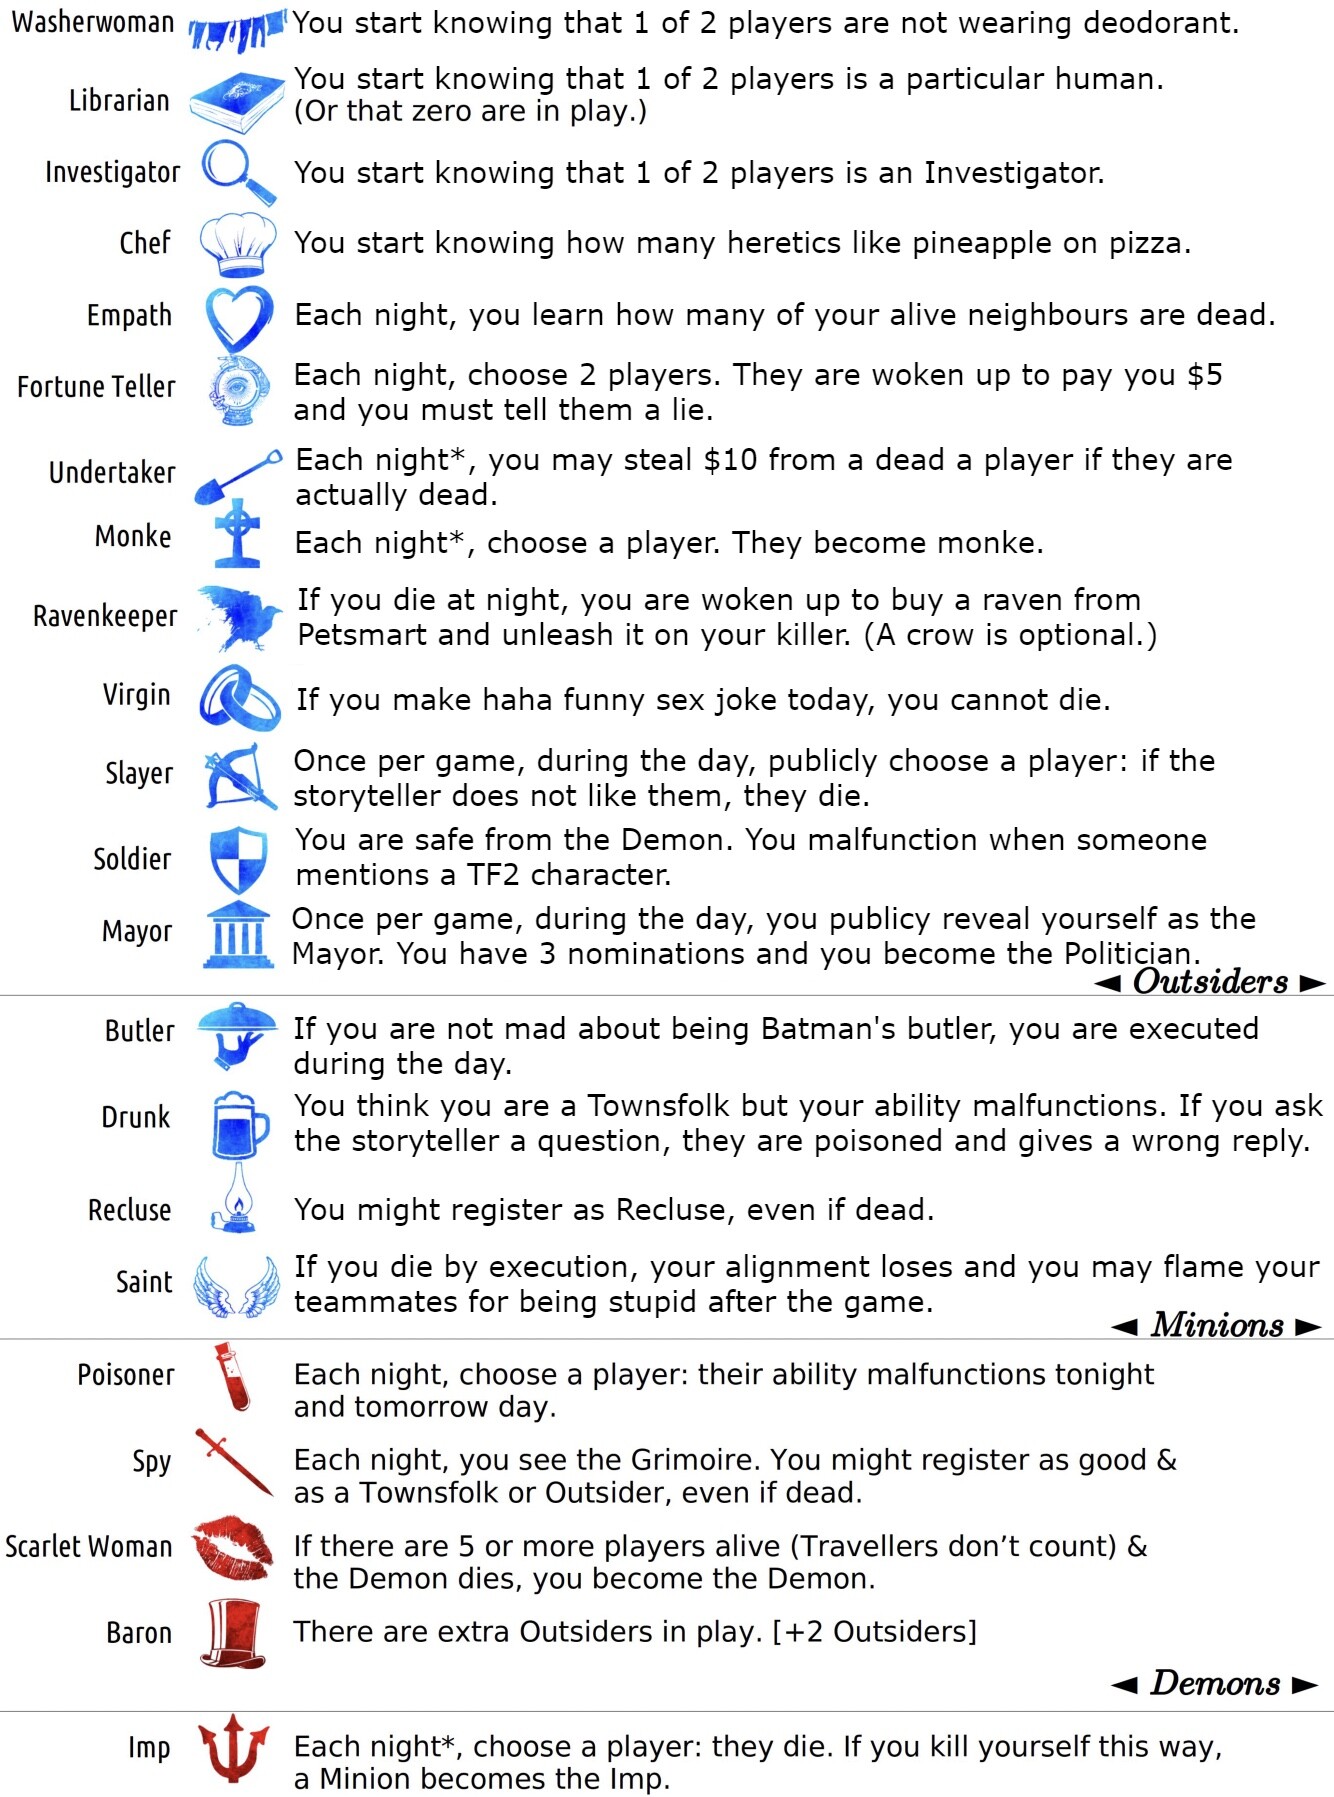 Washerwoman You start knowing that 1 of 2 players are not wearing deodorant.
Librarian You start knowing that 1 of 2 players is a particular human.
(Or that zero are in play.)
Investigator You start knowing that 1 of 2 players is an Investigator.
Chef You start knowing how many heretics like pineapple on pizza.
Empath Each night, you learn how many of your alive neighbours are dead.
Fortune Teller Each night, choose 2 players. They are woken up to pay you $5
and you must tell them a lie.
Undertaker Each night*, you may steal $10 from a dead a player if they are
actually dead.
Monke Each night*, choose a player. They become monke.
Ravenkeeper If you die at night, you are woken up to buy a raven from
Petsmart and unleash it on your killer. (A crow is optional.)
Virgin If you make haha funny sex joke today, you cannot die.
Slayer Once per game, during the day, publicly choose a player: if the
storyteller does not like them, they die.
Soldier You are safe from the Demon. You malfunction when someone
mentions a TF2 character.
Mayor Once per game, during the day, you publicy reveal yourself as the
Mayor. You have 3 nominations and you become the Politician.
◄ Outsiders ►
Butler If you are not mad about being Batman's butler, you are executed
during the day.
Drunk You think you are a Townsfolk but your ability malfunctions. If you ask
the storyteller a question, they are poisoned and gives a wrong reply.
Recluse You might register as Recluse, even if dead.
Saint If you die by execution, your alignment loses and you may flame your
teammates for being stupid after the game.
◄ Minions ►
Poisoner Each night, choose a player: their ability malfunctions tonight
and tomorrow day.
Spy Each night, you see the Grimoire. You might register as good &
as a Townsfolk or Outsider, even if dead.
Scarlet Woman If there are 5 or more players alive (Travellers don’t count) &
the Demon dies, you become the Demon.
Baron There are extra Outsiders in play. [+2 Outsiders]
◄ Demons ►
Imp Each night*, choose a player: they die. If you kill yourself this way,
a Minion becomes the Imp.